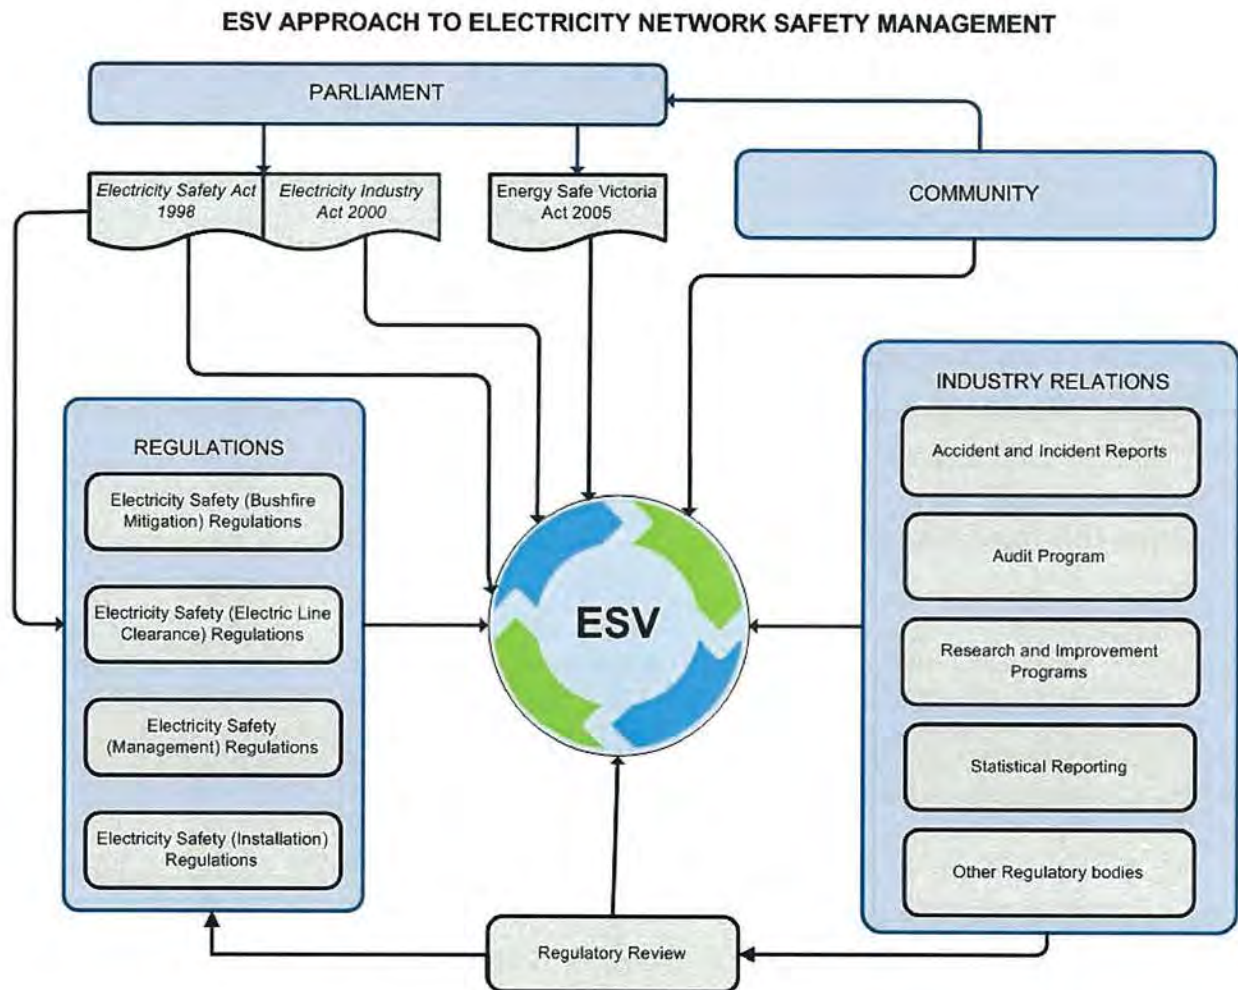 ESV APPROACH TO ELECTRICITY NETWORK SAFETY MANAGEMENT
PARLIAMENT
Electricity Safety Act
1998
Electricity Industry
Act 2000
Energy Safe Victoria
Act 2005
COMMUNITY
REGULATIONS
Electricity Safety (Bushfire
Mitigation) Regulations
Electricity Safety (Electric Line
Clearance) Regulations
Electricity Safety
(Management) Regulations
Electricity Safety (Installation)
Regulations
ESV
INDUSTRY RELATIONS
Accident and Incident Reports
Audit Program
Research and Improvement
Programs
Statistical Reporting
Other Regulatory bodies
Regulatory Review